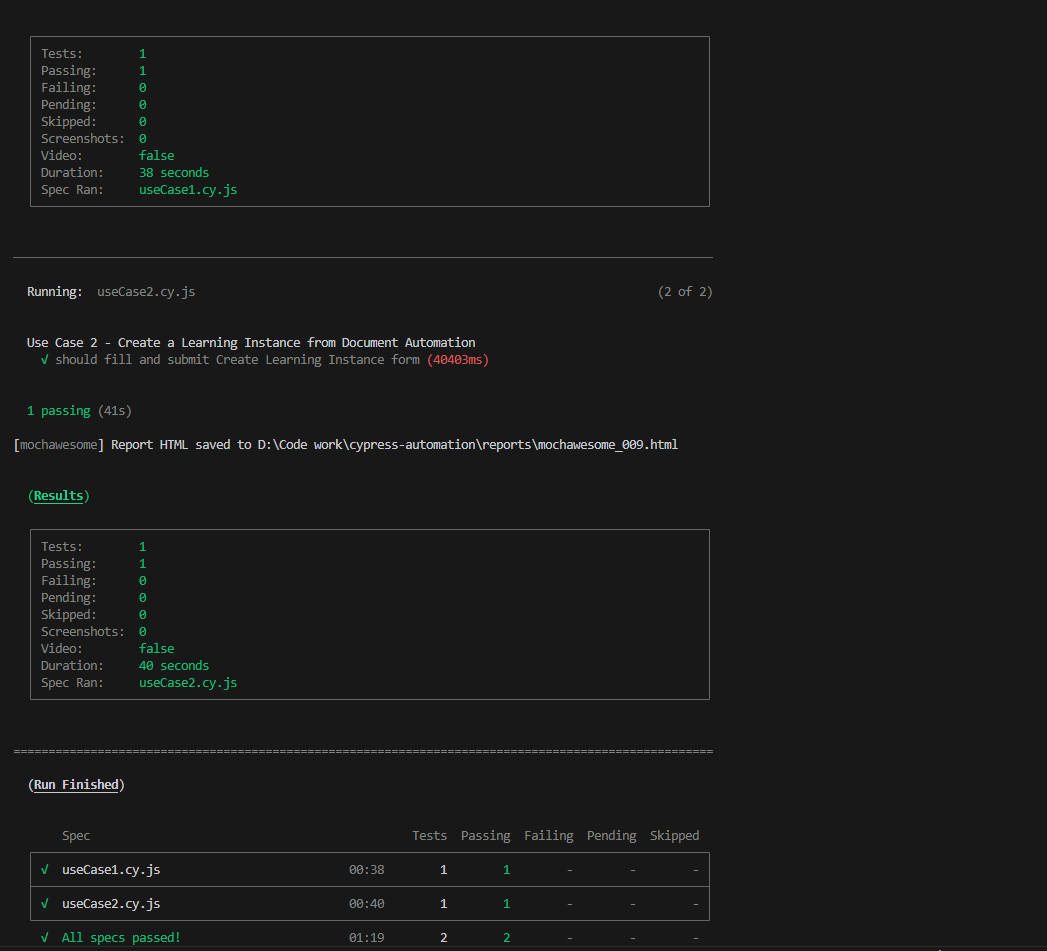 Tests: 1
Passing: 1
Failing: 0
Pending: 0
Skipped: 0
Screenshots: 0
Video: false
Duration: 38 seconds
Spec Ran: useCase1.cy.js
Running: useCase2.cy.js (2 of 2)
Use Case 2 - Create a Learning Instance from Document Automation
√ should fill and submit Create Learning Instance form (40403ms)
1 passing (41s)
[mochawesome] Report HTML saved to D:\Code work\cypress-automation\reports\mochawesome_009.html
(Results)
Tests: 1
Passing: 1
Failing: 0
Pending: 0
Skipped: 0
Screenshots: 0
Video: false
Duration: 40 seconds
Spec Ran: useCase2.cy.js
====================================================================================================
(Run Finished)
Spec Tests Passing Failing Pending Skipped
√ useCase1.cy.js 00:38 1 1 - - -
√ useCase2.cy.js 00:40 1 1 - - -
√ All specs passed! 01:19 2 2 - - -